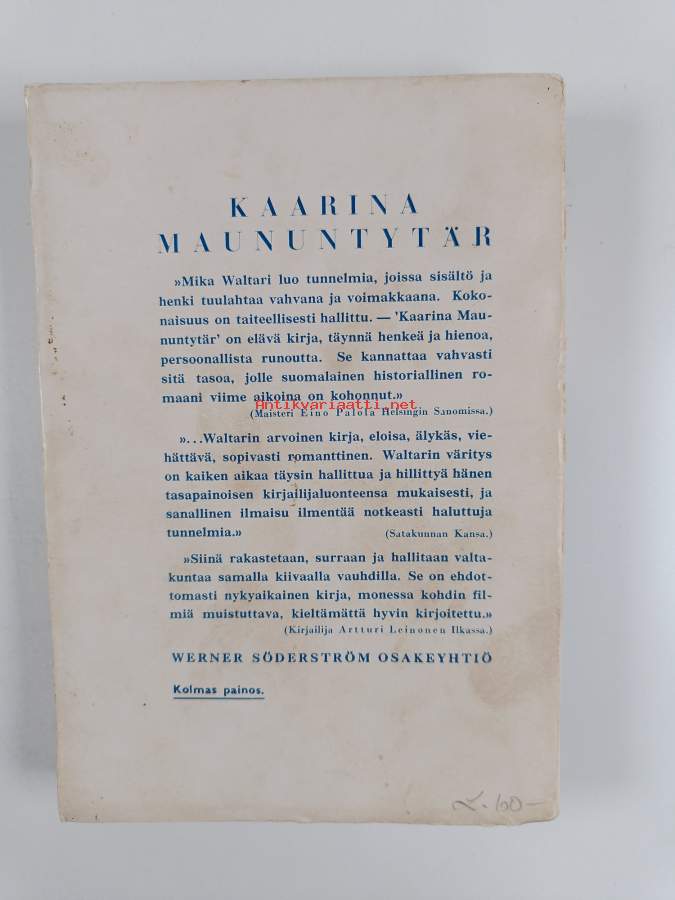 KAARINA
MAUNUNTYTÄR
»Mika Waltari luo tunnelmia, joissa sisältö ja
henki tuulahtaa vahvana ja voimakkaana. Koko-
naisuus on taiteellisesti hallittu. — 'Kaarina Mau-
nuntytär' on elävä kirja, täynnä henkeä ja hienoa,
persoonallista runoutta. Se kannattaa vahvasti
sitä tasoa, jolle suomalainen historiallinen ro-
maani viime aikoina on kohonnut.»
Antikvariaatti.net
(Maisteri Eino Palola Helsingin Sanomissa.)
»...Waltarin arvoinen kirja, eloisa, älykäs, vie-
hättävä, sopivasti romanttinen. Waltarin väritys
on kaiken aikaa täysin hallittua ja hillittyä hänen
tasapainoisen kirjailijaluonteensa mukaisesti, ja
sanallinen ilmaisu ilmentää notkeasti haluttuja
tunnelmia.» (Satakunnan Kansa.)
»Siinä rakastetaan, surraan ja hallitaan valta-
kuntaa samalla kiivaalla vauhdilla. Se on ehdot-
tomasti nykyaikainen kirja, monessa kohdin fil-
miä muistuttava, kieltämättä hyvin kirjoitettu.»
(Kirjailija Artturi Leinonen Ilkassa.)
WERNER SÖDERSTRÖM OSAKEYHTIÖ
Kolmas painos.